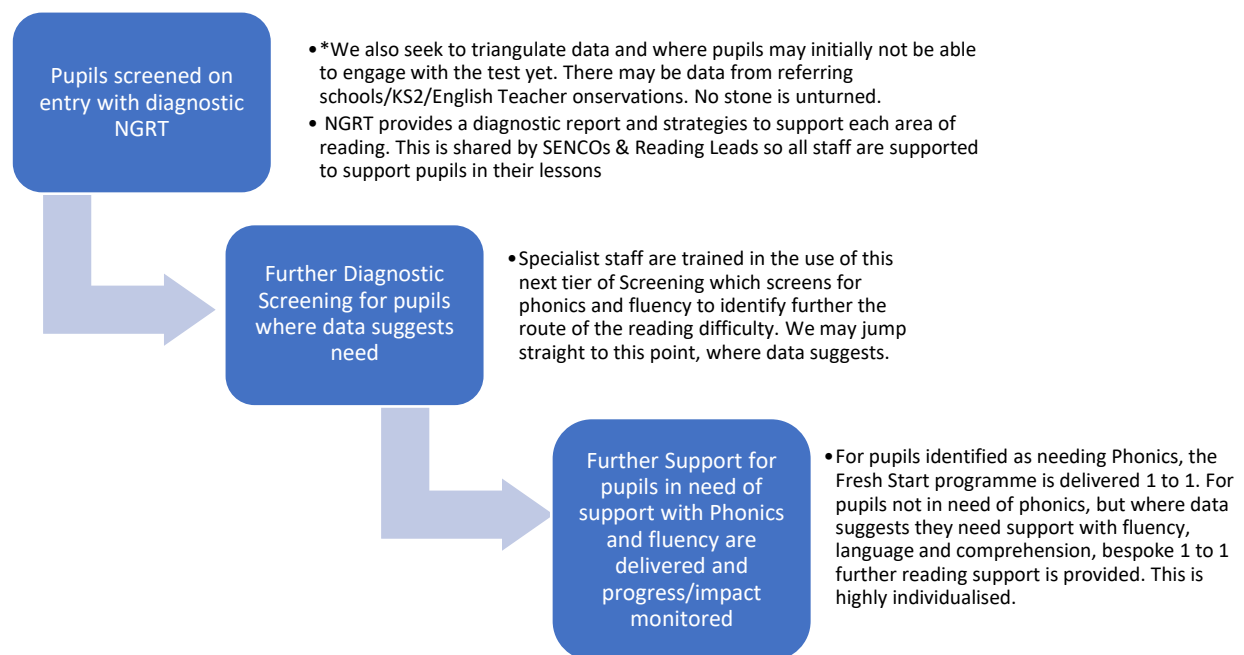 Pupils screened on
entry with diagnostic
NGRT
•*We also seek to triangulate data and where pupils may initially not be able
to engage with the test yet. There may be data from referring
schools/KS2/English Teacher onservations. No stone is unturned.
• NGRT provides a diagnostic report and strategies to support each area of
reading. This is shared by SENCOs & Reading Leads so all staff are supported
to support pupils in their lessons
Further Diagnostic
Screening for pupils
where data suggests
need
•Specialist staff are trained in the use of this
next tier of Screening which screens for
phonics and fluency to identify further the
route of the reading difficulty. We may jump
straight to this point, where data suggests.
Further Support for
pupils in need of
support with Phonics
and fluency are
delivered and
progress/impact
monitored
•For pupils identified as needing Phonics, the
Fresh Start programme is delivered 1 to 1. For
pupils not in need of phonics, but where data
suggests they need support with fluency,
language and comprehension, bespoke 1 to 1
further reading support is provided. This is
highly individualised.